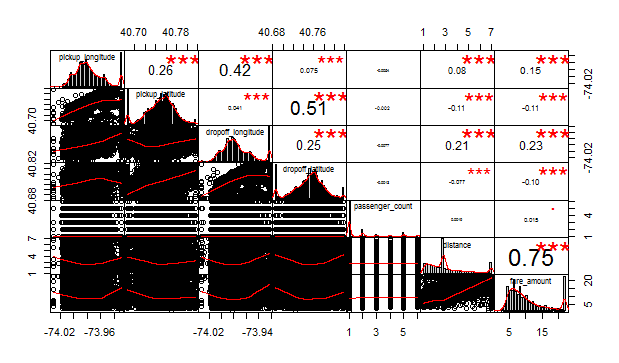 40.70 40.78 40.68 40.76 1 3 5 7
pickup_longitude *** 0.26 *** 0.42 *** 0.075 *** 0.08 *** 0.15 -74.02
40.70 pickup_latitude *** 0.041 *** 0.51 *** -0.11 *** -0.11
dropoff_longitude *** 0.25 *** 0.21 *** 0.23 -74.02
40.68 40.82 dropoff_latitude *** -0.077 *** -0.10
passenger_count 0.015 1 4
1 4 7 distance *** 0.75
fare_amount 5 20
-74.02 -73.96 -74.02 -73.94 1 3 5 5 15